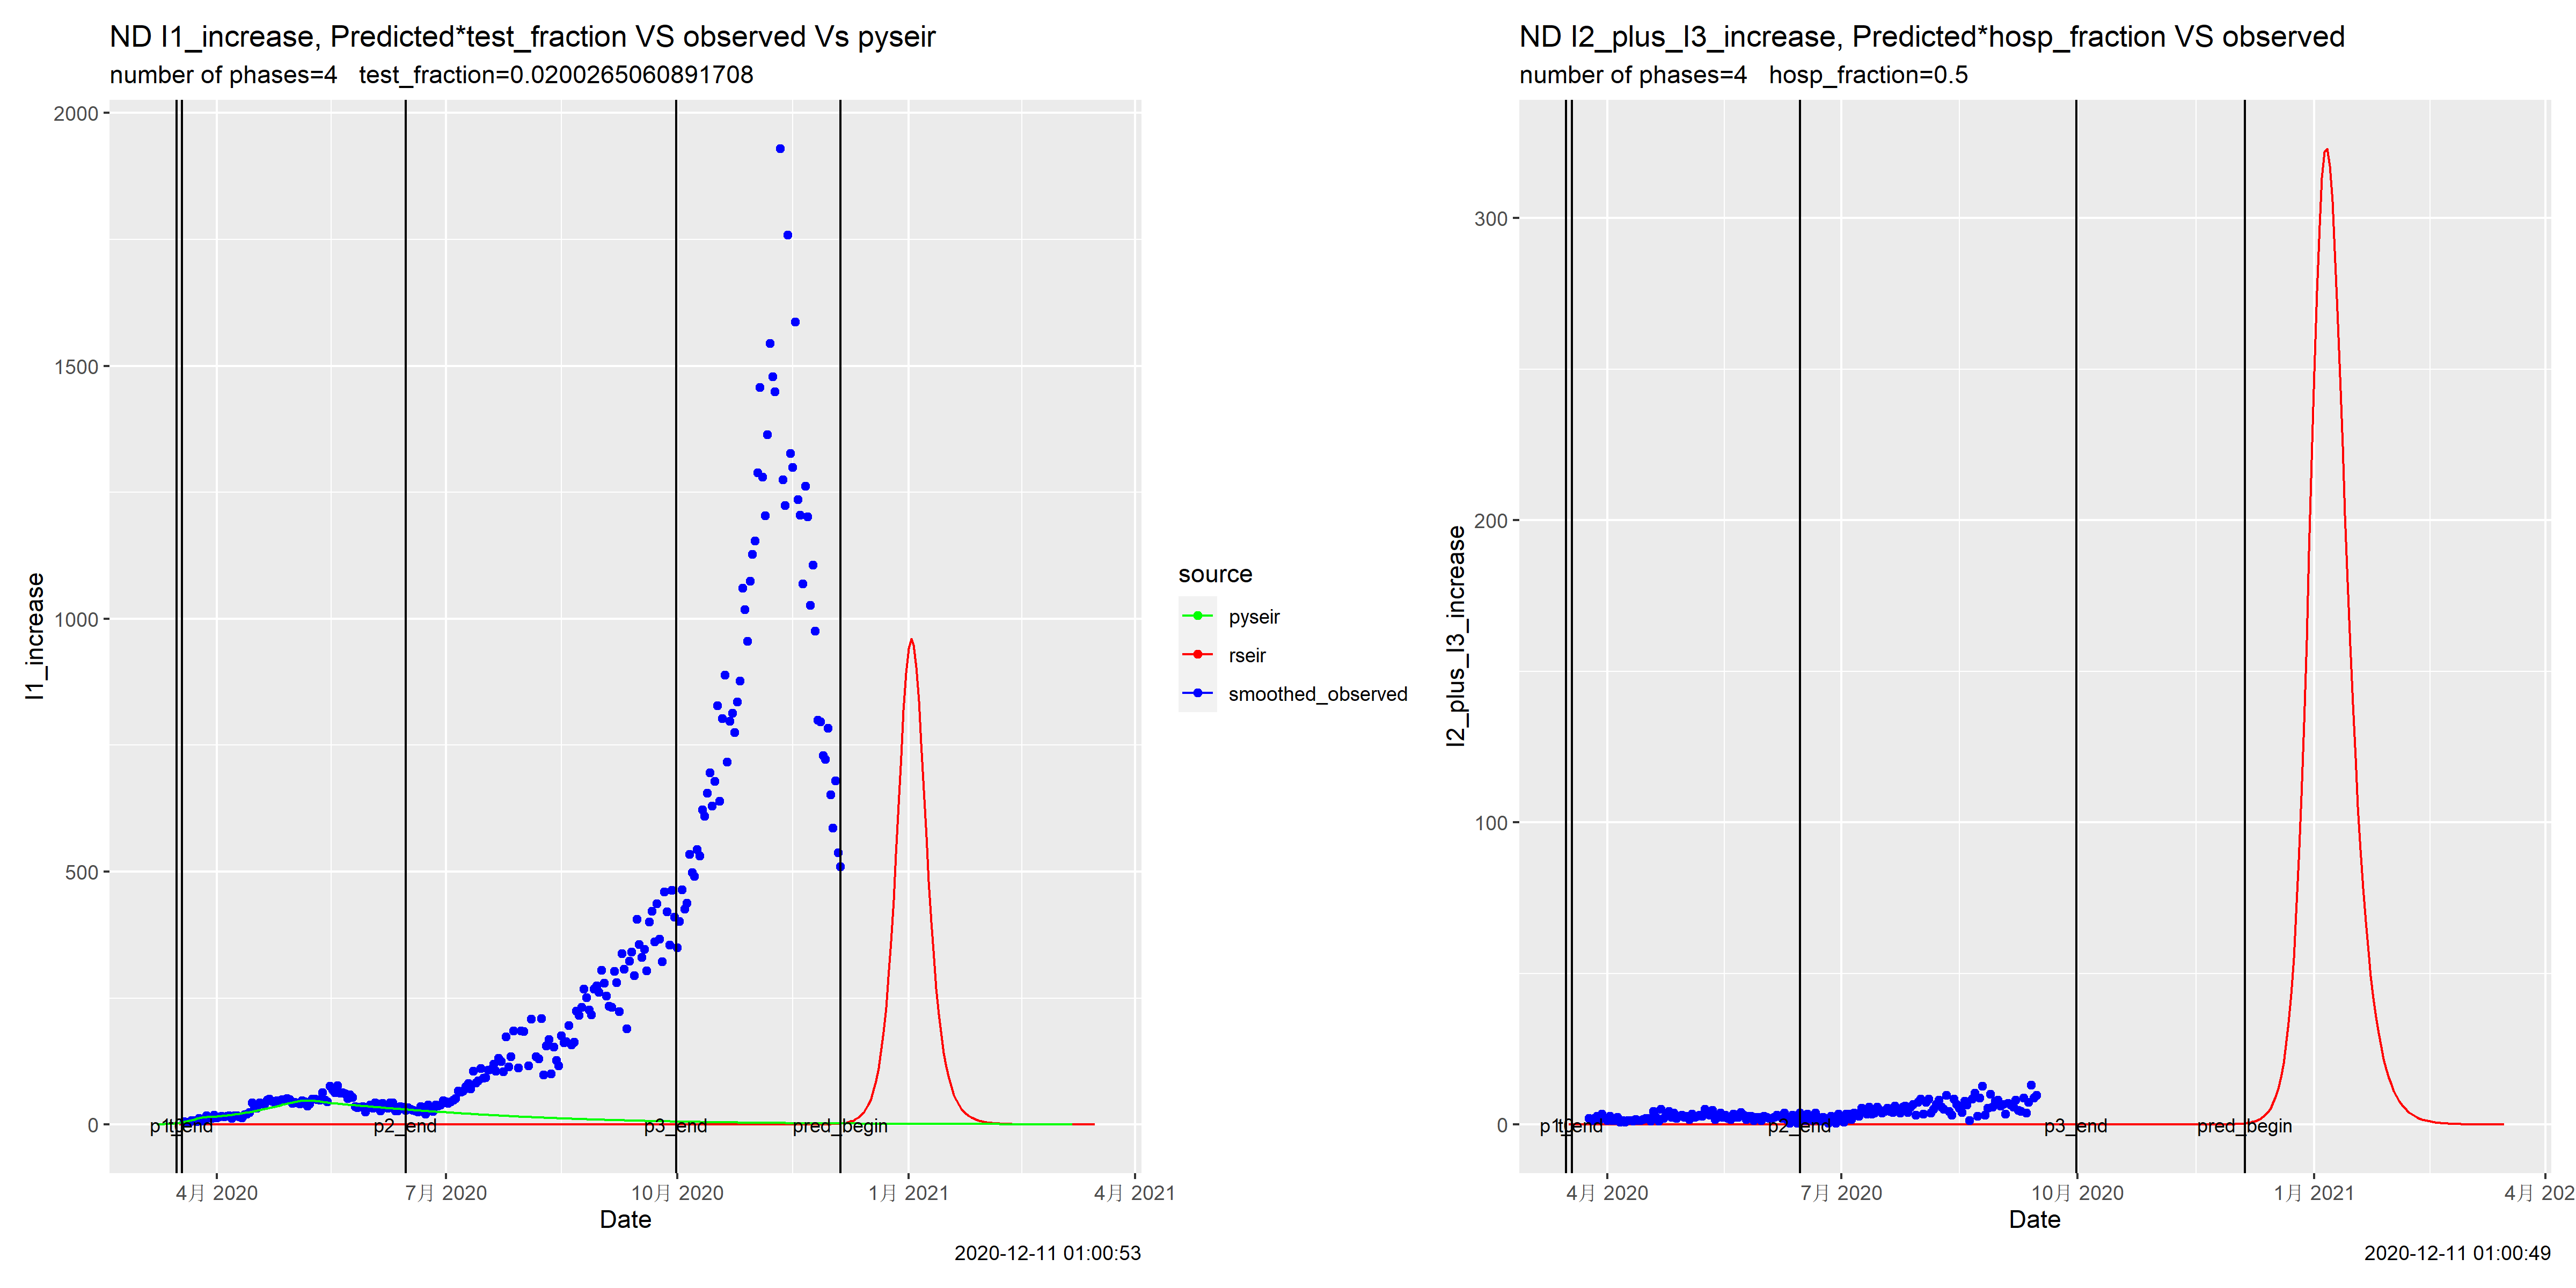 ND I1_increase, Predicted*test_fraction VS observed Vs pyseir
number of phases=4   test_fraction=0.0200265060891708
2000
1500
1000
500
0
I1_increase
p2_end
p3_end
pred_begin
4月 2020
7月 2020
10月 2020
1月 2021
4月 2021
Date
2020-12-11 01:00:53
source
pyseir
rseir
smoothed_observed
ND I2_plus_I3_increase, Predicted*hosp_fraction VS observed
number of phases=4   hosp_fraction=0.5
300
200
100
0
I2_plus_I3_increase
p2_end
p3_end
pred_begin
4月 2020
7月 2020
10月 2020
1月 2021
4月 202
Date
2020-12-11 01:00:49